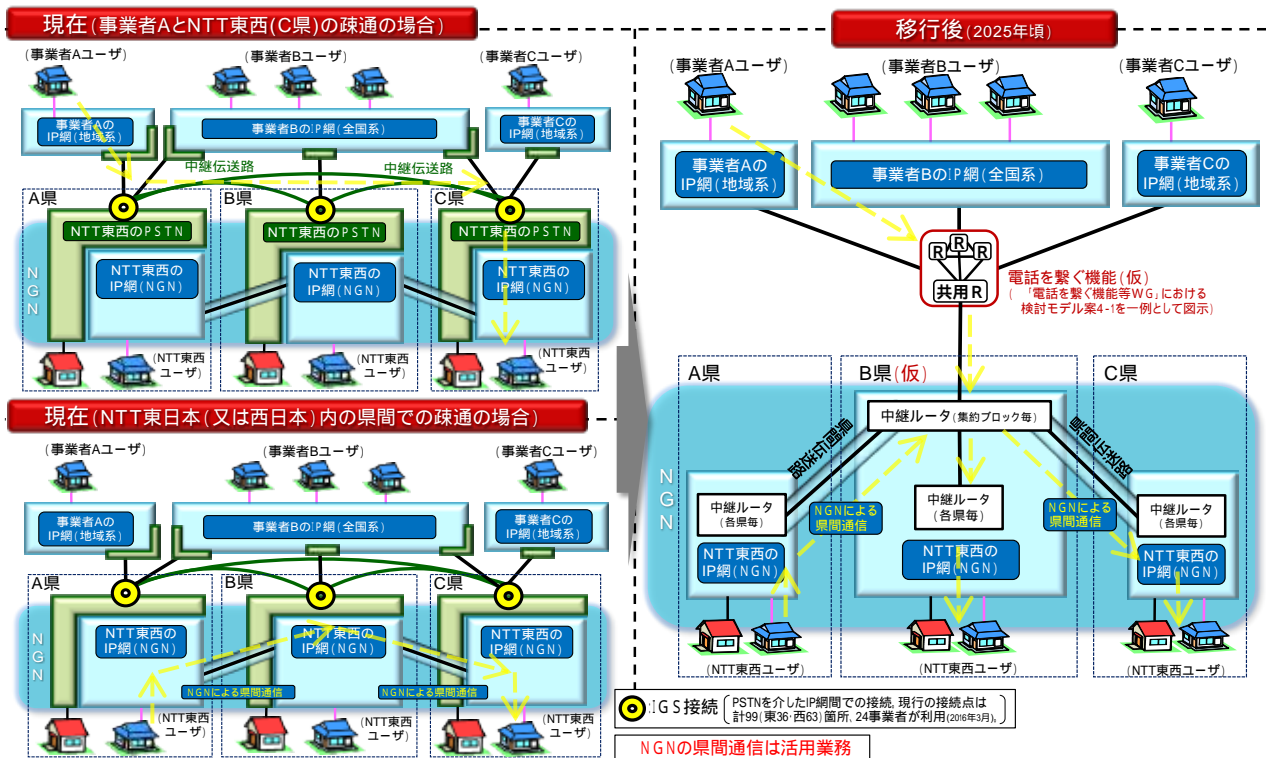 現在(事業者AとNTT東西(C県)の疎通の場合)
(事業者Aユーザ)
(事業者Bユーザ)
(事業者Cユーザ)
事業者Aの
IP網(地域系)
事業者BのIP網(全国系)
事業者Cの
IP網(地域系)
中継伝送路
中継伝送路
A県
B県
C県
NTT東西のPSTN
NTT東西のPSTN
NTT東西のPSTN
NGN
NTT東西の
IP網(NGN)
NTT東西の
IP網(NGN)
NTT東西の
IP網(NGN)
(NTT東西
ユーザ)
(NTT東西
ユーザ)
(NTT東西
ユーザ)
現在(NTT東日本(又は西日本)内の県間での疎通の場合)
(事業者Aユーザ)
(事業者Bユーザ)
(事業者Cユーザ)
事業者Aの
IP網(地域系)
事業者BのIP網(全国系)
事業者Cの
IP網(地域系)
A県
B県
C県
NGN
NTT東西の
IP網(NGN)
NTT東西の
IP網(NGN)
NTT東西の
IP網(NGN)
NGNによる県間通信
NGNによる県間通信
(NTT東西
ユーザ)
(NTT東西
ユーザ)
(NTT東西
ユーザ)
移行後(2025年頃)
(事業者Aユーザ)
(事業者Bユーザ)
(事業者Cユーザ)
事業者Aの
IP網(地域系)
事業者BのIP網(全国系)
事業者Cの
IP網(地域系)
R
R
R
共用R
電話を繋ぐ機能(仮)
( 「電話を繋ぐ機能等WG」における
検討モデル案4-1を一例として図示)
A県
B県(仮)
C県
中継ルータ(集約ブロック毎)
県間伝送路
県間伝送路
NGN
中継ルータ
(各県毎)
NGNによる
県間通信
中継ルータ
(各県毎)
NGNによる
県間通信
中継ルータ
(各県毎)
NTT東西の
IP網(NGN)
NTT東西の
IP網(NGN)
NTT東西の
IP網(NGN)
(NTT東西ユーザ)
(NTT東西ユーザ)
(NTT東西ユーザ)
:IGS接続
PSTNを介したIP網間での接続。現行の接続点は
計99(東36・西63)箇所、24事業者が利用(2016年3月)。
NGNの県間通信は活用業務